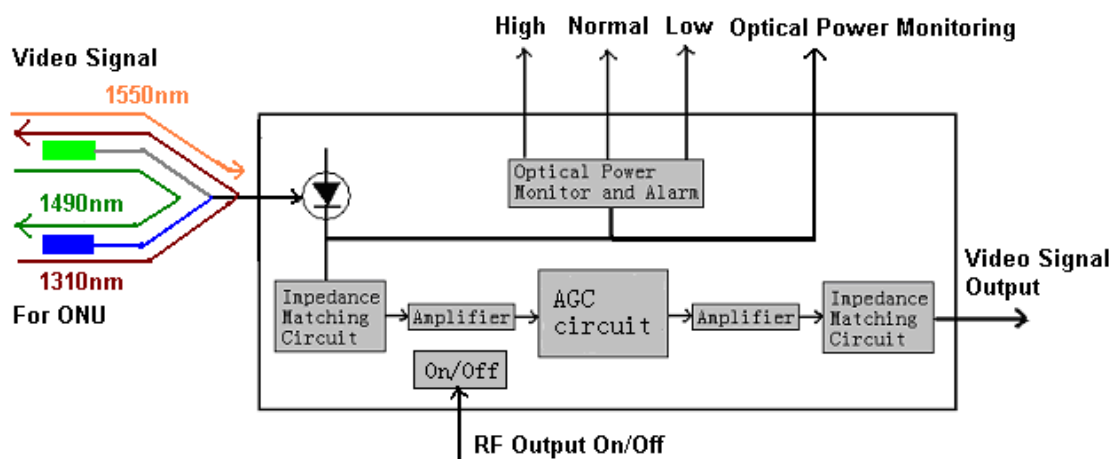 High Normal Low Optical Power Monitoring
Video Signal
1550nm
1490nm
1310nm
For ONU
Optical Power
Monitor and Alarm
Impedance
Matching
Circuit
Amplifier
AGC
circuit
Amplifier
Impedance
Matching
Circuit
Video Signal
Output
On/Off
RF Output On/Off